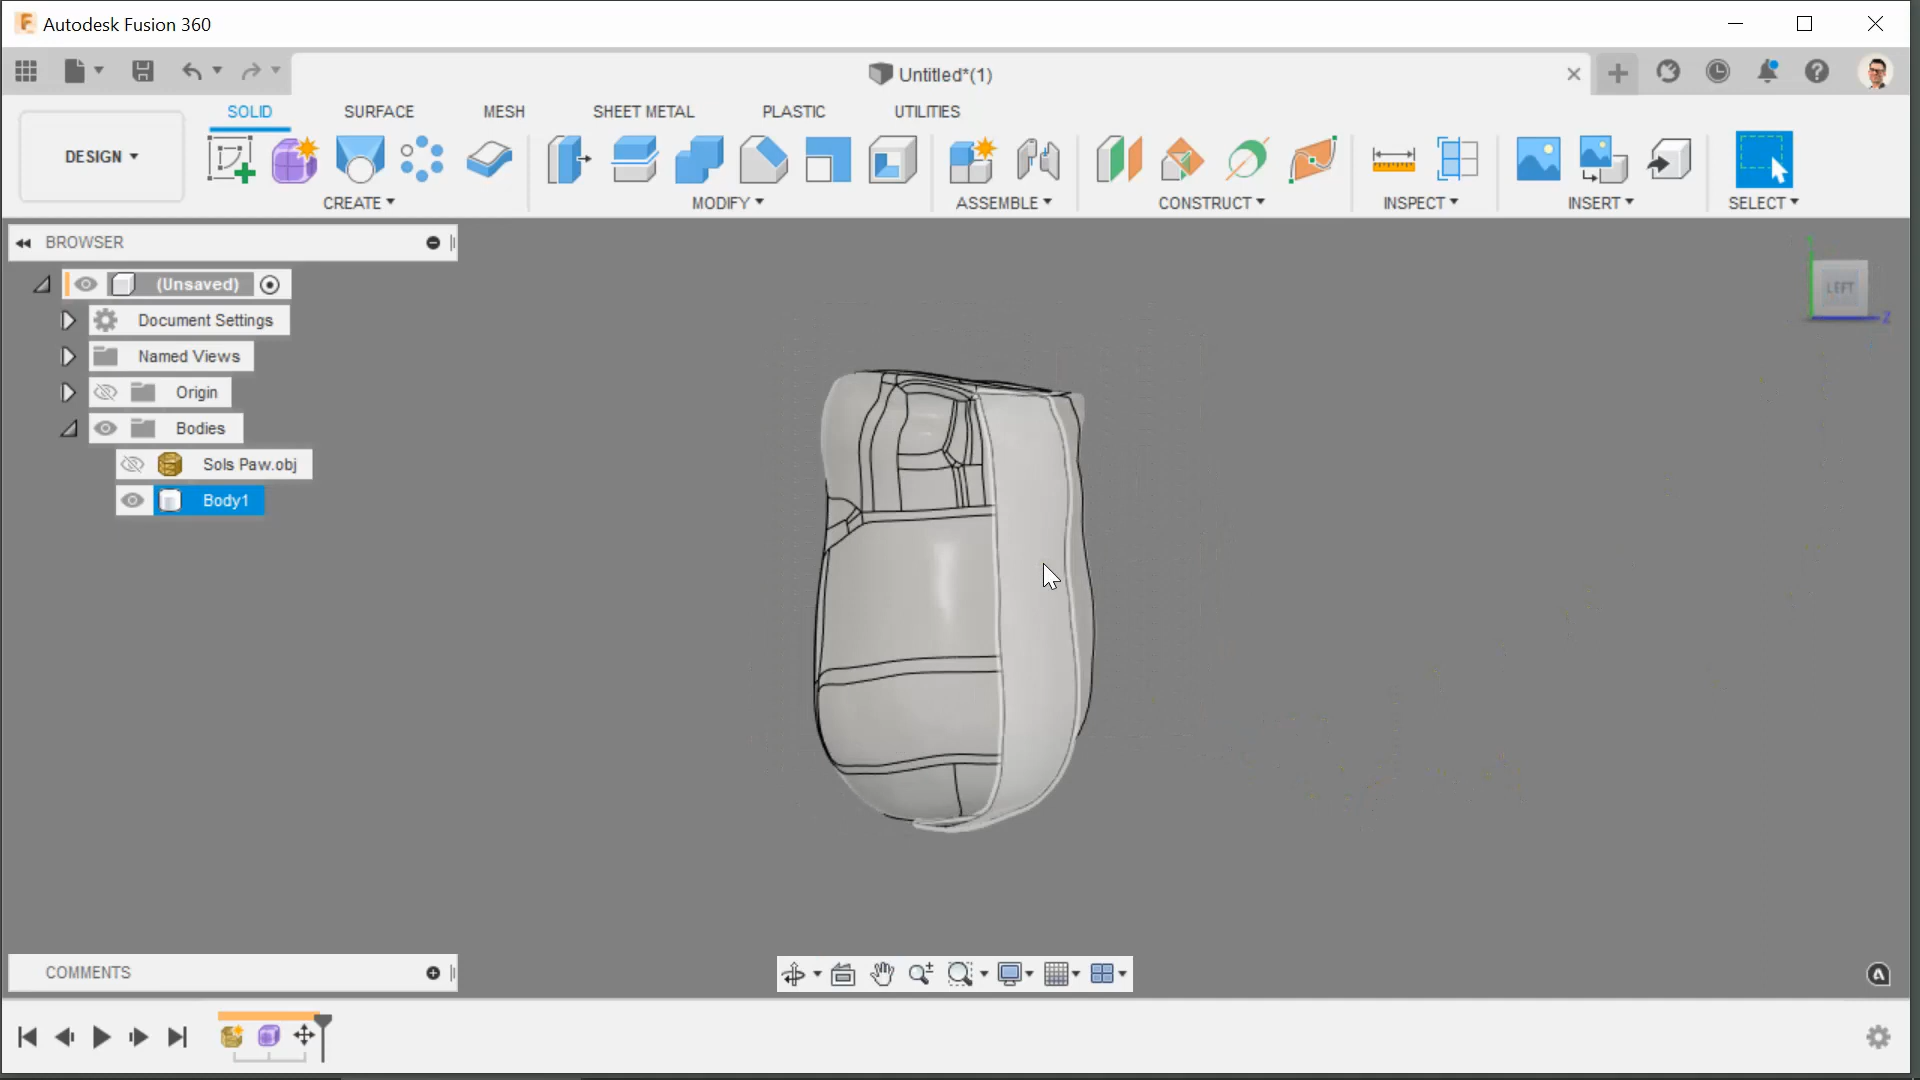 Autodesk Fusion 360
Untitled*(1)
SOLID SURFACE MESH SHEET METAL PLASTIC UTILITIES
DESIGN
CREATE MODIFY ASSEMBLE CONSTRUCT INSPECT INSERT SELECT
BROWSER
(Unsaved)
Document Settings
Named Views
Origin
Bodies
Sols Paw.obj
Body1
LEFT
Z
COMMENTS